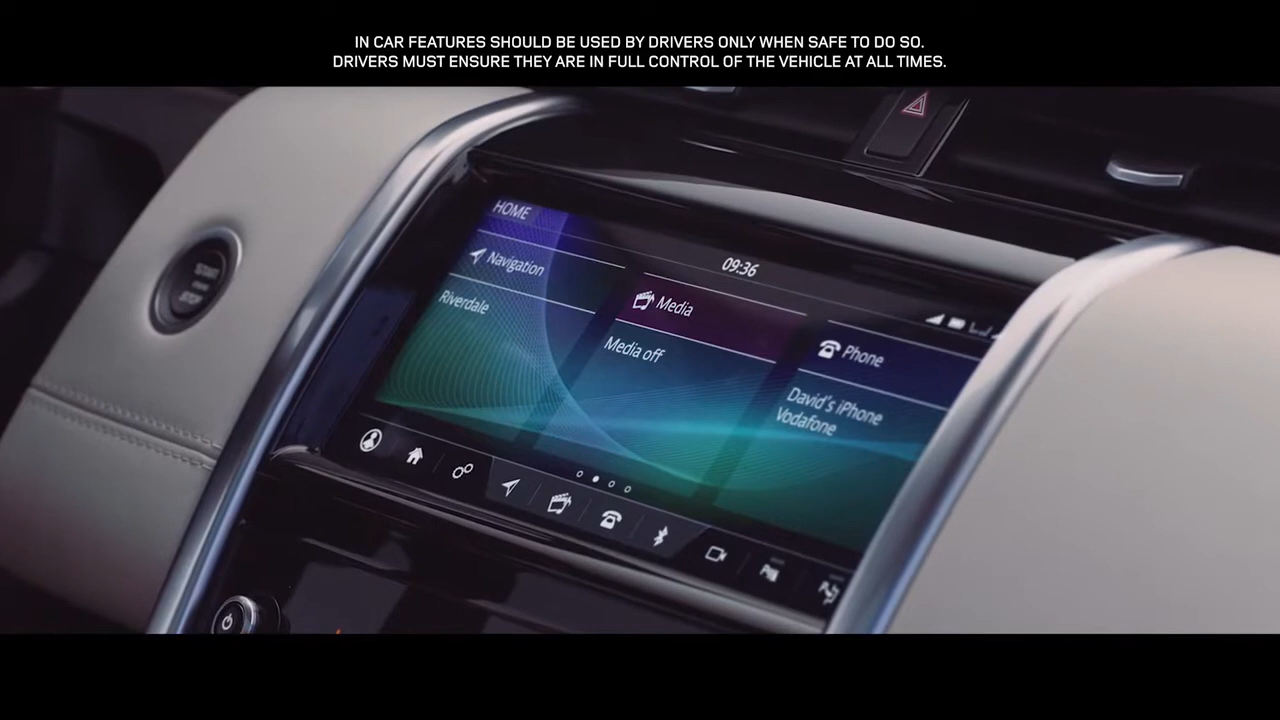 IN CAR FEATURES SHOULD BE USED BY DRIVERS ONLY WHEN SAFE TO DO SO.
DRIVERS MUST ENSURE THEY ARE IN FULL CONTROL OF THE VEHICLE AT ALL TIMES.
HOME
09:36
Navigation
Media
Phone
Riverdale
Media off
David's iPhone
Vodafone
START
STOP